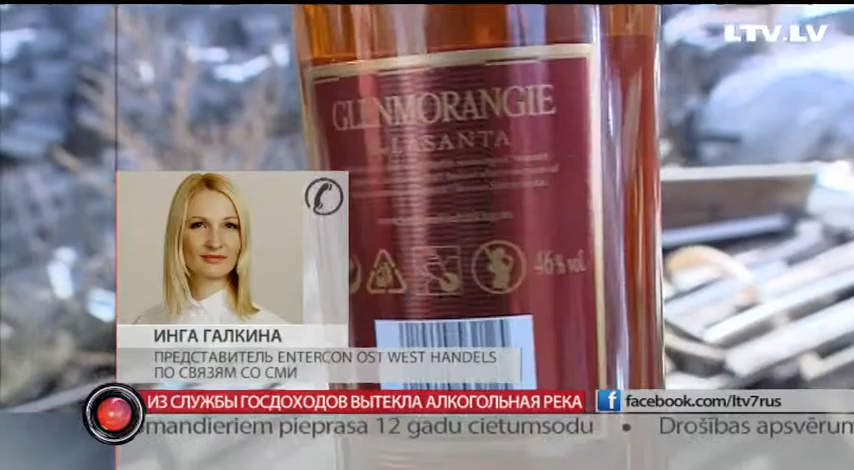 LTV.LV
GLENMORANGIE
LASANTA
46% vol
ИНГА ГАЛКИНА
ПРЕДСТАВИТЕЛЬ ENTERCON OST WEST HANDELS
ПО СВЯЗЯМ СО СМИ
ИЗ СЛУЖБЫ ГОСДОХОДОВ ВЫТЕКЛА АЛКОГОЛЬНАЯ РЕКА
facebook.com/ltv7rus
mandieriem pieprasa 12 gadu cietumsodu • Drošības apsvērum